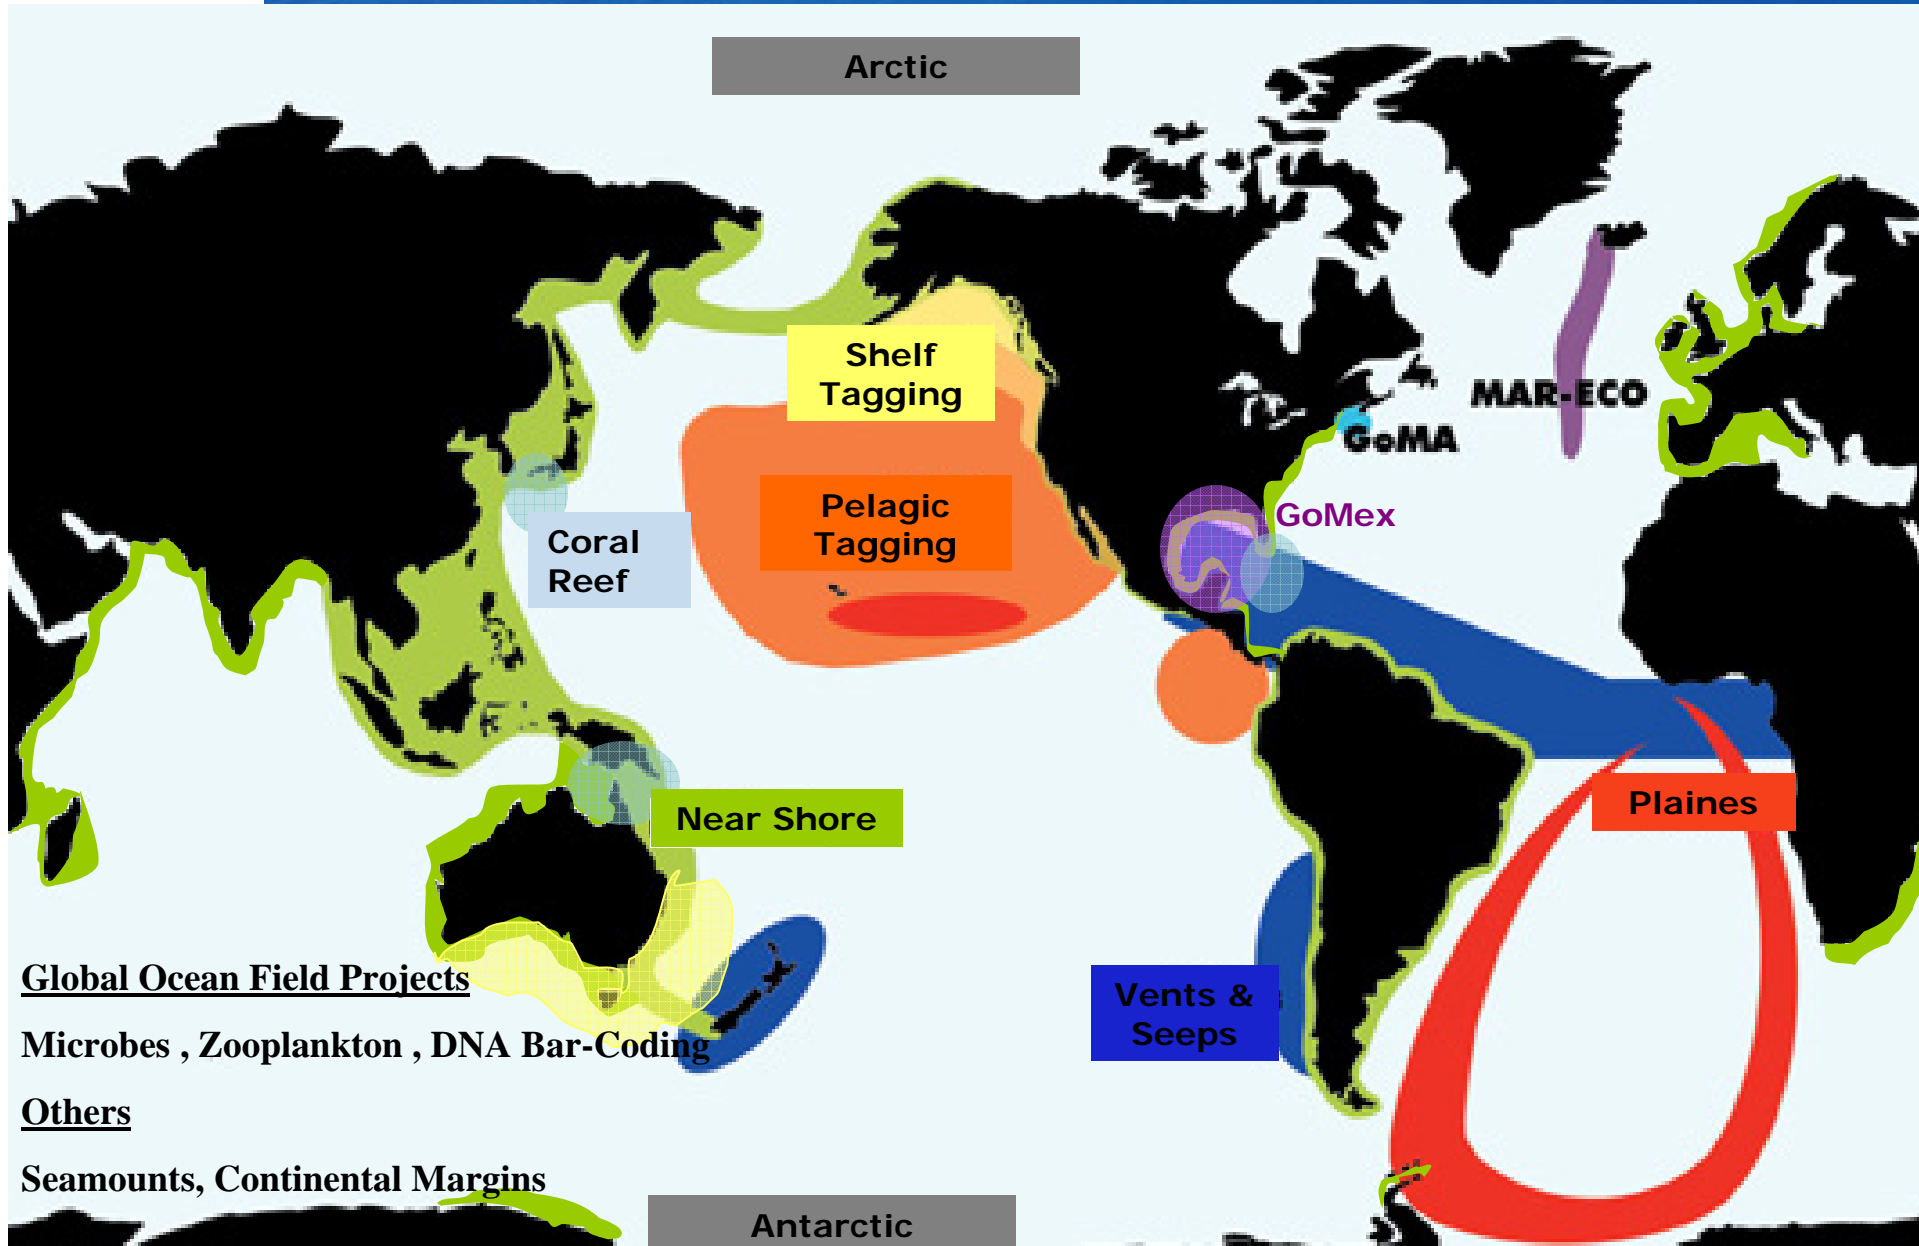 Arctic
Shelf
Tagging
MAR-ECO
GoMA
Pelagic
Tagging
GoMex
Coral
Reef
Plaines
Near Shore
Vents &
Seeps
Global Ocean Field Projects
Microbes , Zooplankton , DNA Bar-Coding
Others
Seamounts, Continental Margins
Antarctic